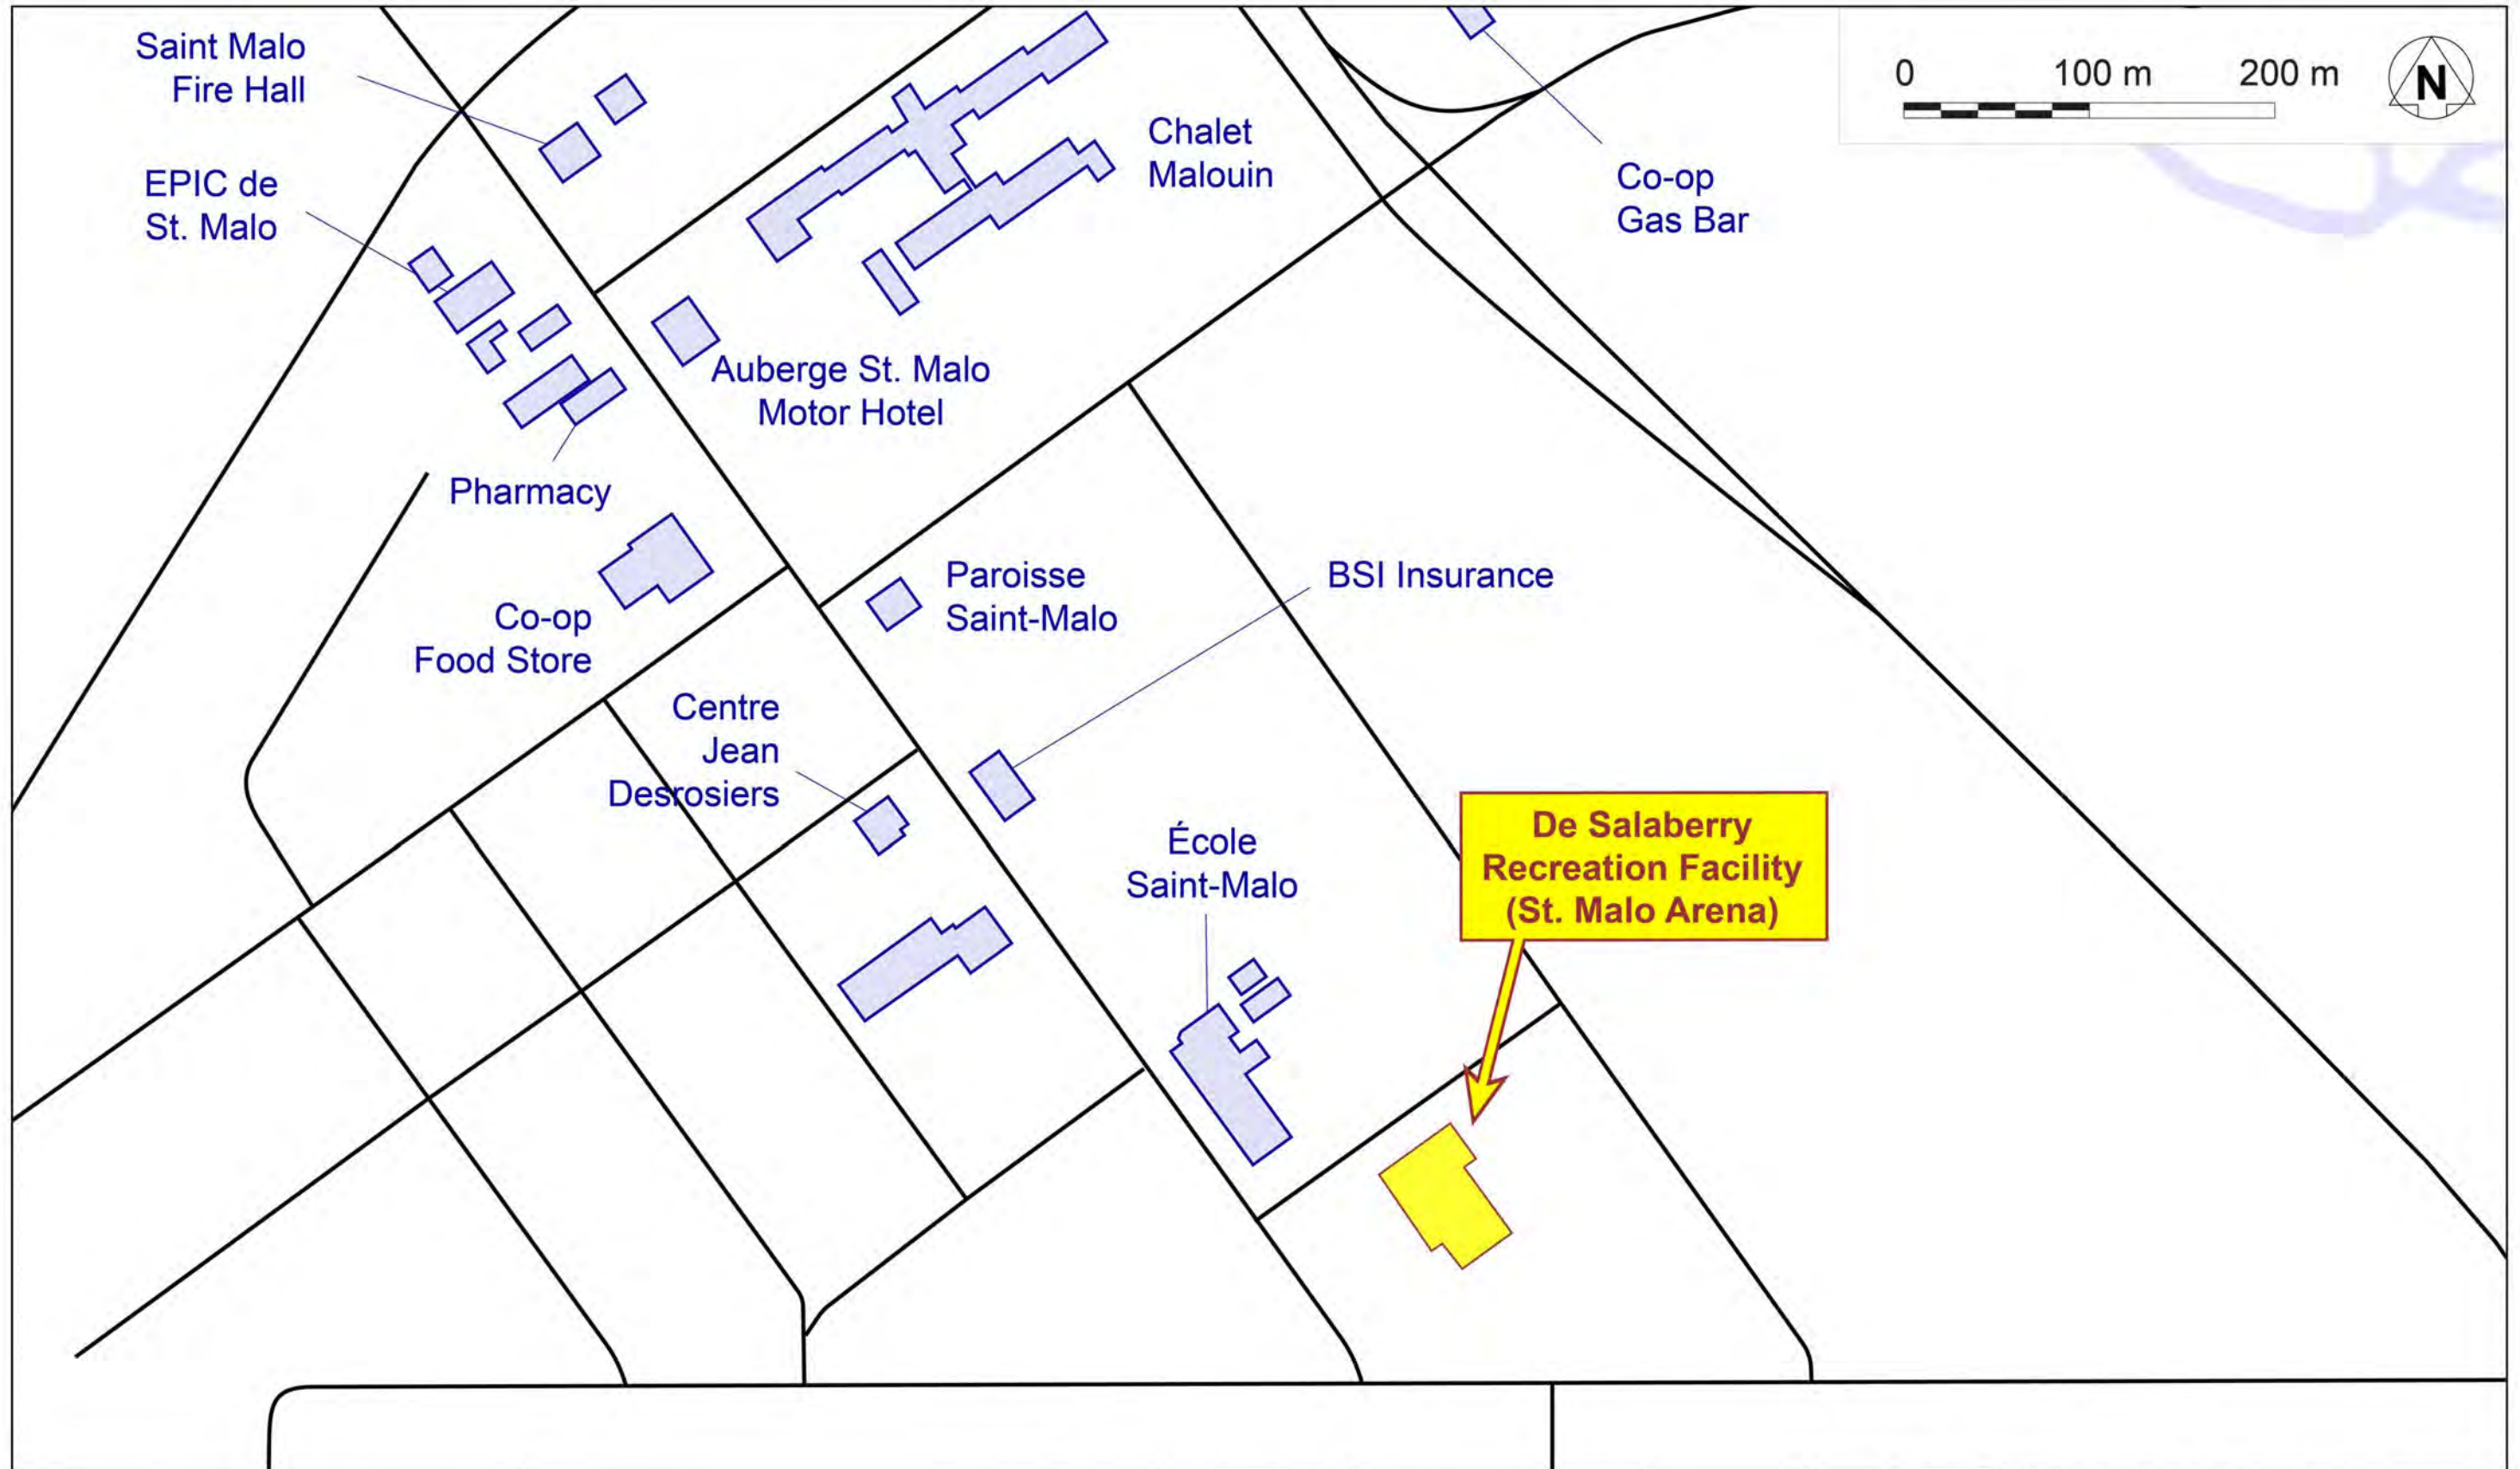 Saint Malo
Fire Hall
EPIC de
St. Malo
Chalet
Malouin
Co-op
Gas Bar
0 100 m 200 m
N
Auberge St. Malo
Motor Hotel
Pharmacy
Co-op
Food Store
Paroisse
Saint-Malo
BSI Insurance
Centre
Jean
Desrosiers
École
Saint-Malo
De Salaberry
Recreation Facility
(St. Malo Arena)